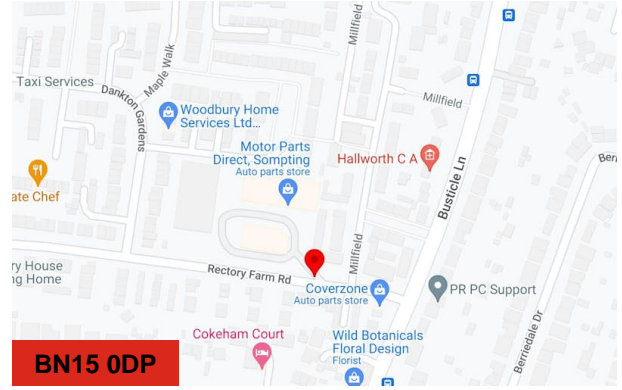 Millfield
Maple Walk
Taxi Services
Dankton Gardens
Woodbury Home
Services Ltd...
Millfield
Motor Parts
Direct, Sompting
Auto parts store
Hallworth C A
Busticle Ln
Berri
ate Chef
ry House
ng Home
Rectory Farm Rd
Millfield
Coverzone
Auto parts store
PR PC Support
Cokeham Court
Wild Botanicals
Floral Design
Florist
Berriedale Dr
BN15 0DP